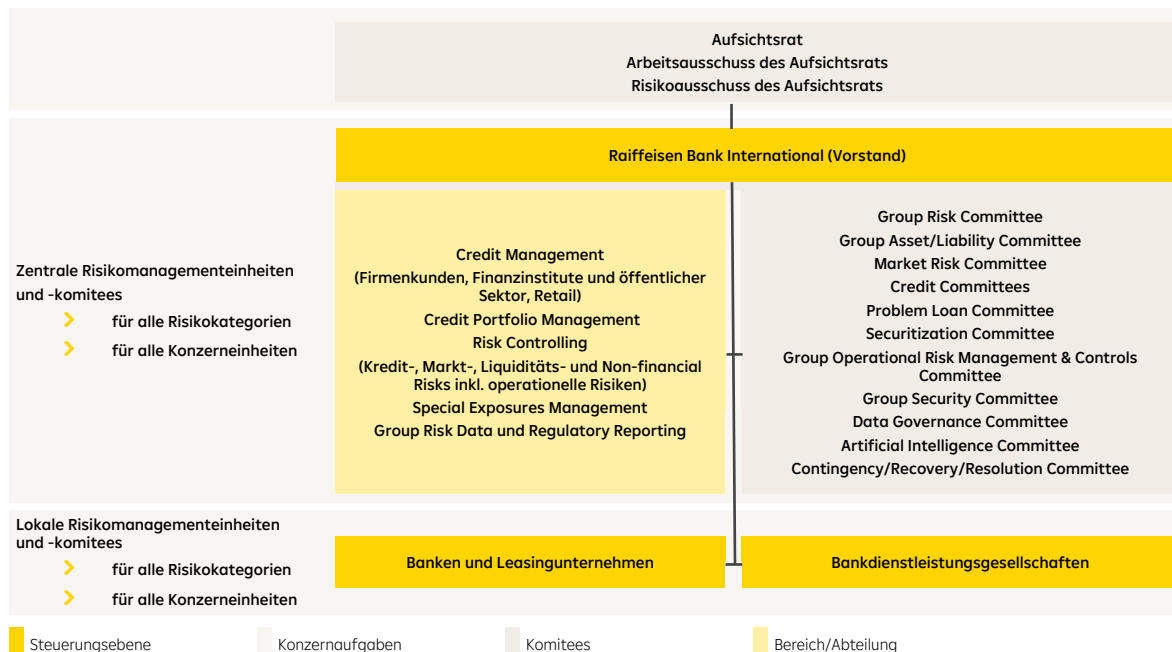 Aufsichtsrat
Arbeitsausschuss des Aufsichtsrats
Risikoausschuss des Aufsichtsrats
Raiffeisen Bank International (Vorstand)
Zentrale Risikomanagementeinheiten
und -komitees
für alle Risikokategorien
für alle Konzerneinheiten
Credit Management
(Firmenkunden, Finanzinstitute und öffentlicher
Sektor, Retail)
Credit Portfolio Management
Risk Controlling
(Kredit-, Markt-, Liquiditäts- und Non-financial
Risks inkl. operationelle Risiken)
Special Exposures Management
Group Risk Data und Regulatory Reporting
Group Risk Committee
Group Asset/Liability Committee
Market Risk Committee
Credit Committees
Problem Loan Committee
Securitization Committee
Group Operational Risk Management & Controls
Committee
Group Security Committee
Data Governance Committee
Artificial Intelligence Committee
Contingency/Recovery/Resolution Committee
Lokale Risikomanagementeinheiten
und -komitees
für alle Risikokategorien
für alle Konzerneinheiten
Banken und Leasingunternehmen
Bankdienstleistungsgesellschaften
Steuerungsebene
Konzernaufgaben
Komitees
Bereich/Abteilung